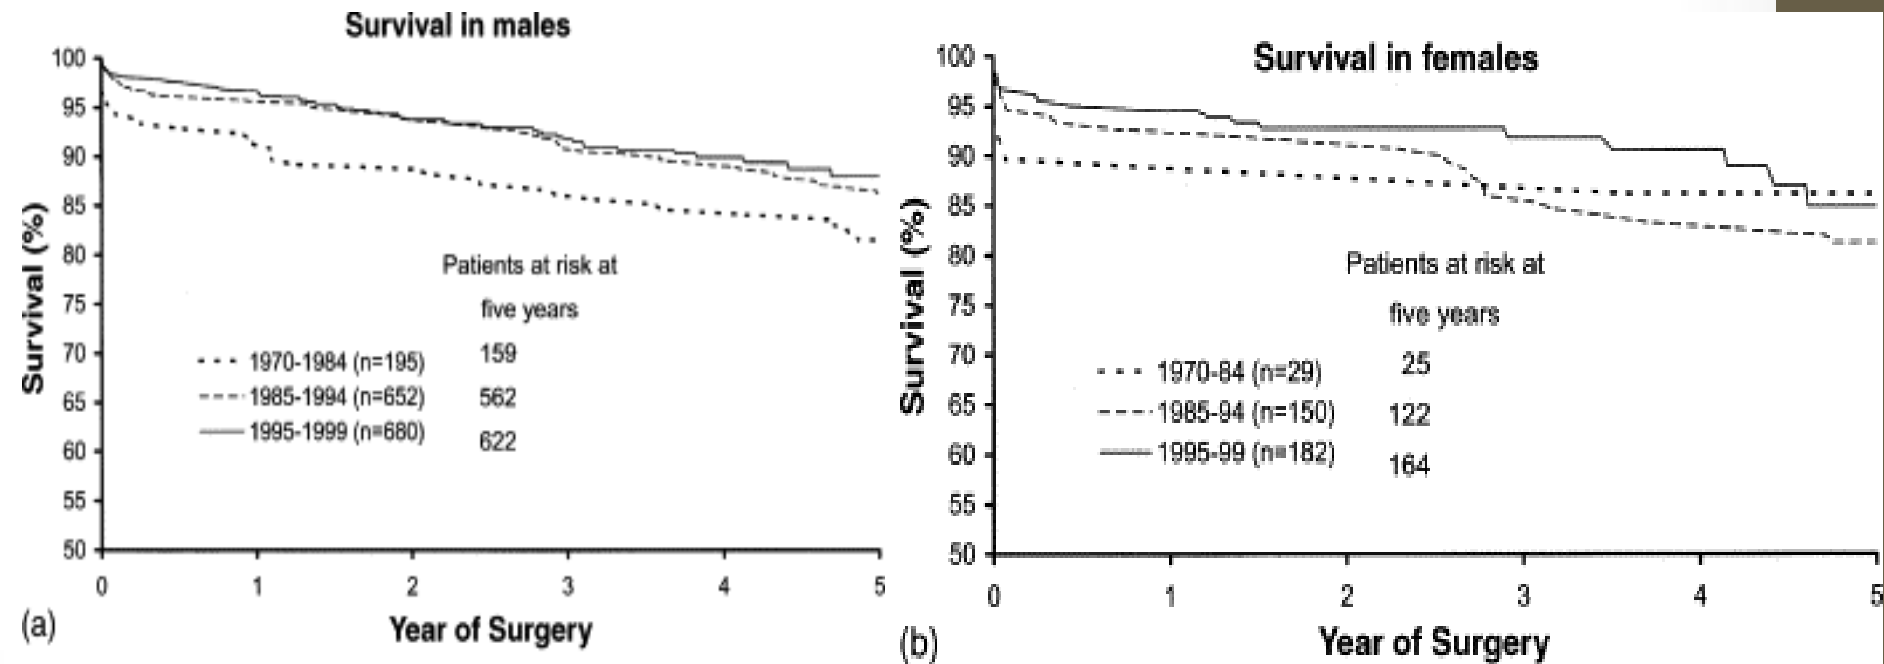 Survival in males
100
95
90
85
80
75
70
65
60
55
50
Survival (%)
Patients at risk at
five years
1970-1984 (n=195) 159
1985-1994 (n=652) 562
1995-1999 (n=680) 622
0 1 2 3 4 5
Year of Surgery
(a)
Survival in females
100
95
90
85
80
75
70
65
60
55
50
Survival (%)
Patients at risk at
five years
1970-84 (n=29) 25
1985-94 (n=150) 122
1995-99 (n=182) 164
0 1 2 3 4 5
Year of Surgery
(b)